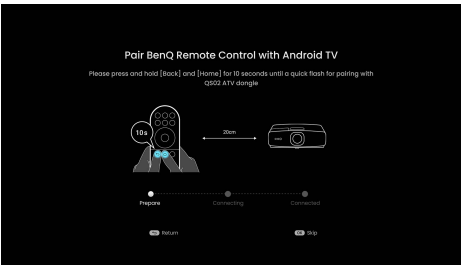 Pair BenQ Remote Control with Android TV
Please press and hold [Back] and [Home] for 10 seconds until a quick flash for pairing with
QS02 ATV dongle
10s
20cm
Prepare Connecting Connected
Return OK Skip